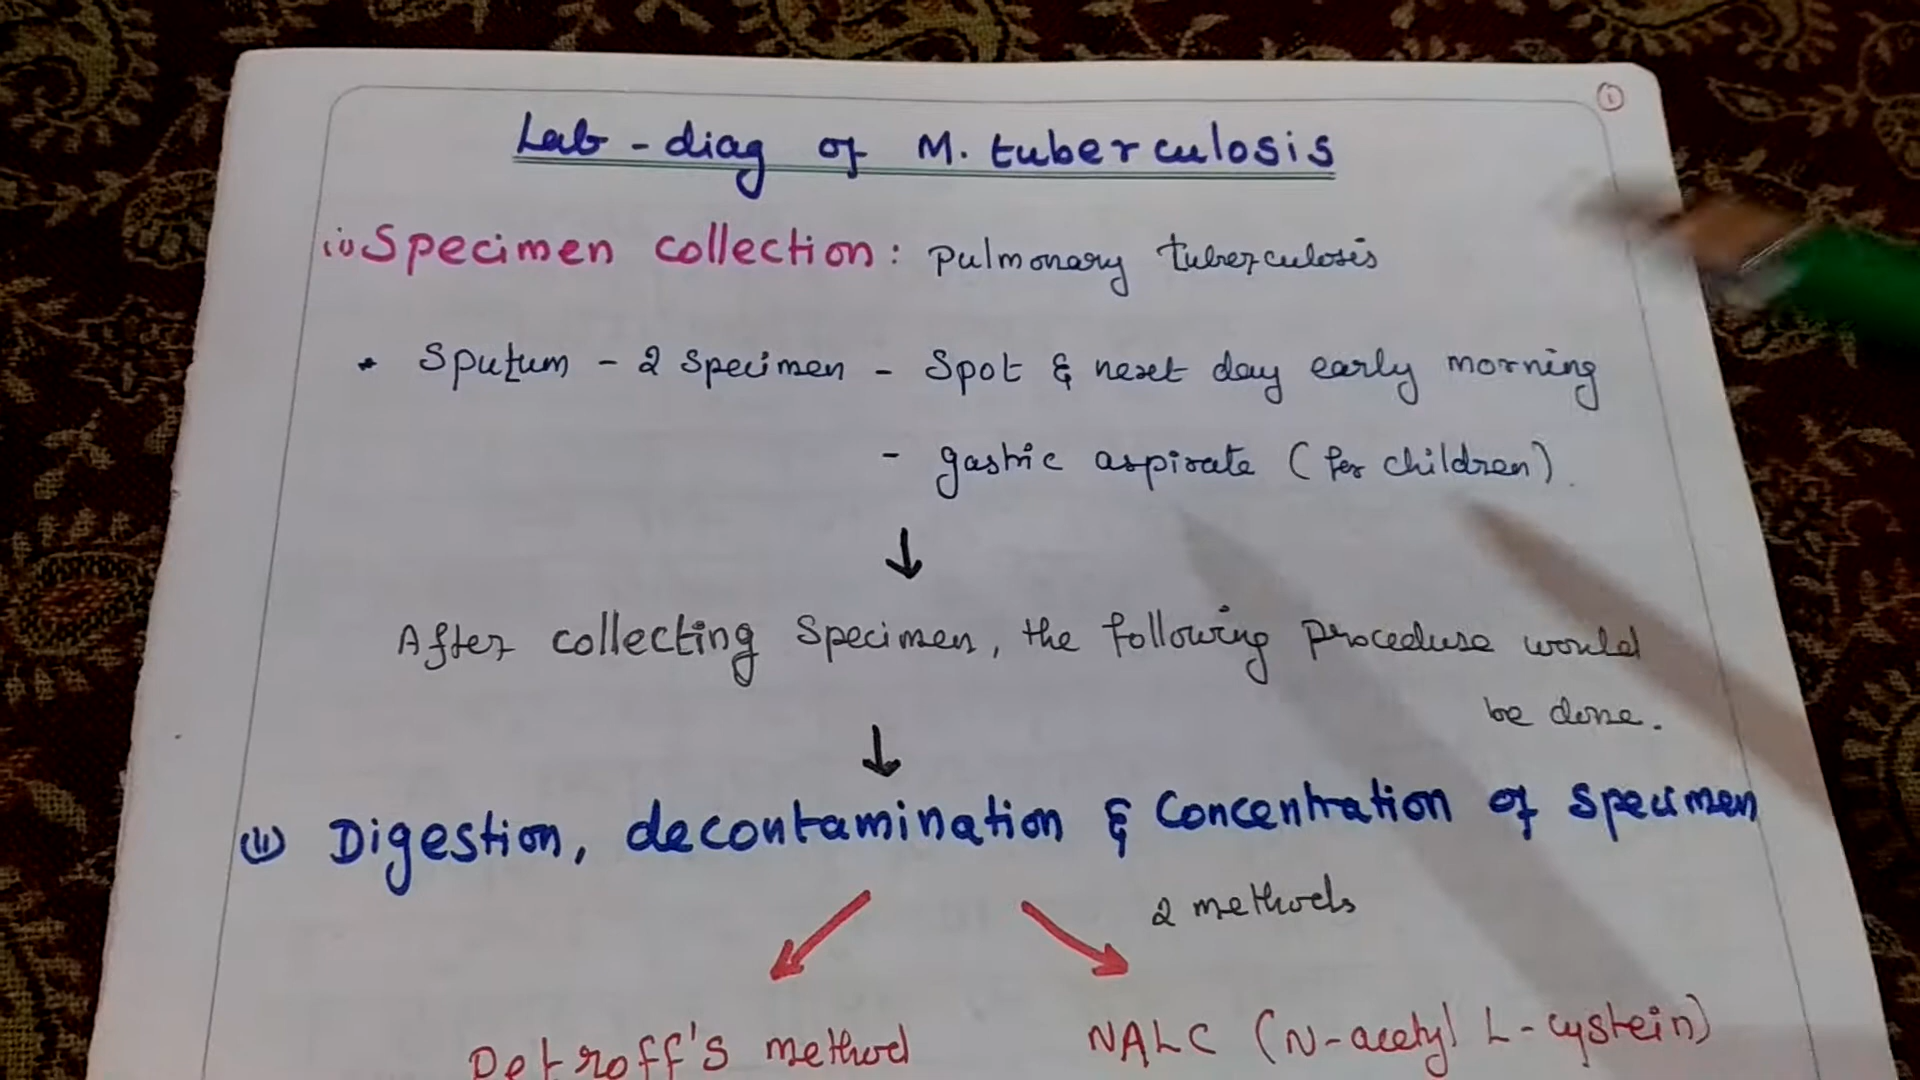 1
Lab - diag of M. tuberculosis
(i) Specimen collection : Pulmonary tuberculosis
* Sputum - 2 Specimen - Spot & next day early morning
- gastric aspirate (for children).
↓
After collecting Specimen, the following procedure would
be done.
↓
(ii) Digestion, decontamination & Concentration of specimen
2 methods
Petroff's method NALC (N-acetyl L-cystein)